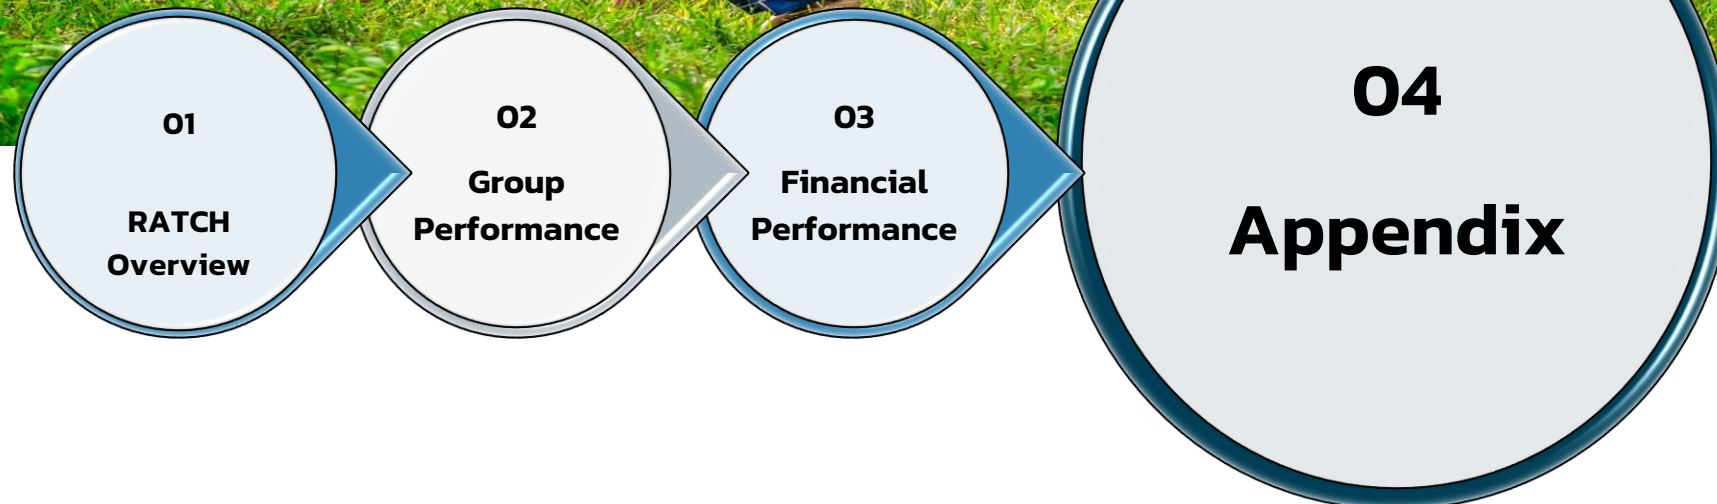 01
RATCH
Overview
02
Group
Performance
03
Financial
Performance
04
Appendix